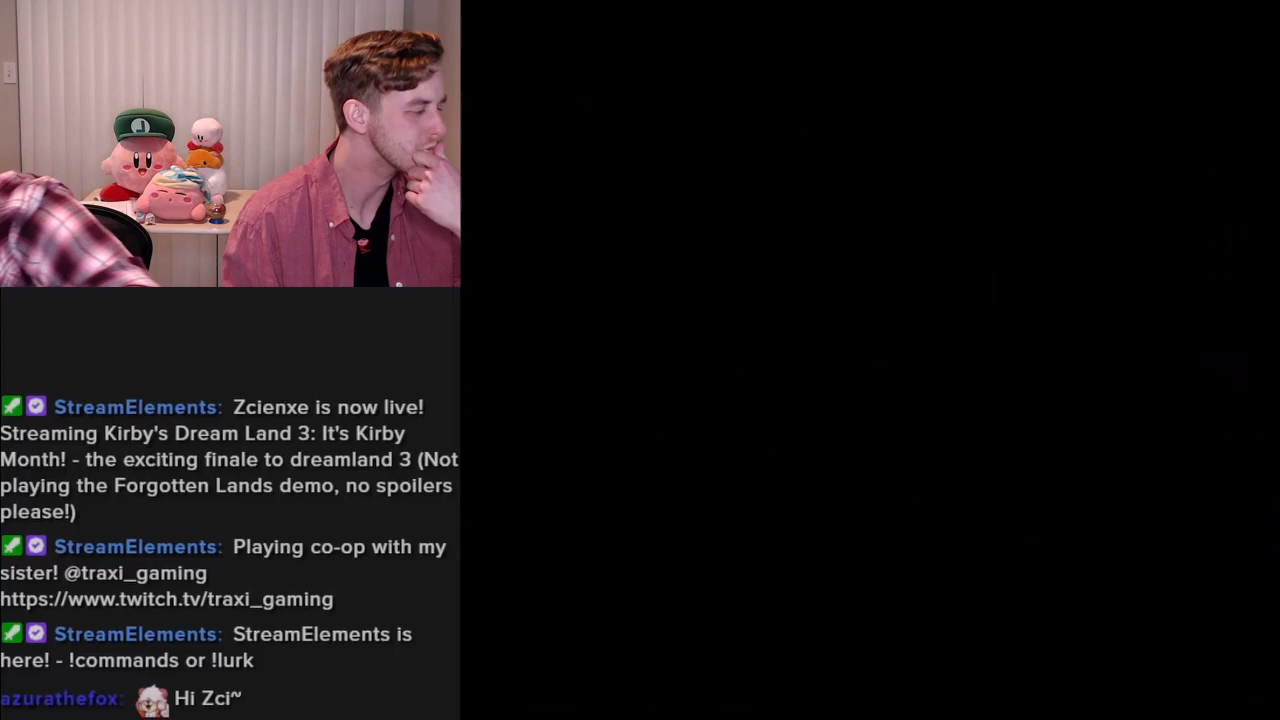 StreamElements: Zcienxe is now live!
Streaming Kirby's Dream Land 3: It's Kirby
Month! - the exciting finale to dreamland 3 (Not
playing the Forgotten Lands demo, no spoilers
please!)
StreamElements: Playing co-op with my
sister! @traxi_gaming
https://www.twitch.tv/traxi_gaming
StreamElements: StreamElements is
here! - !commands or !lurk
azurathefox: Hi Zci~